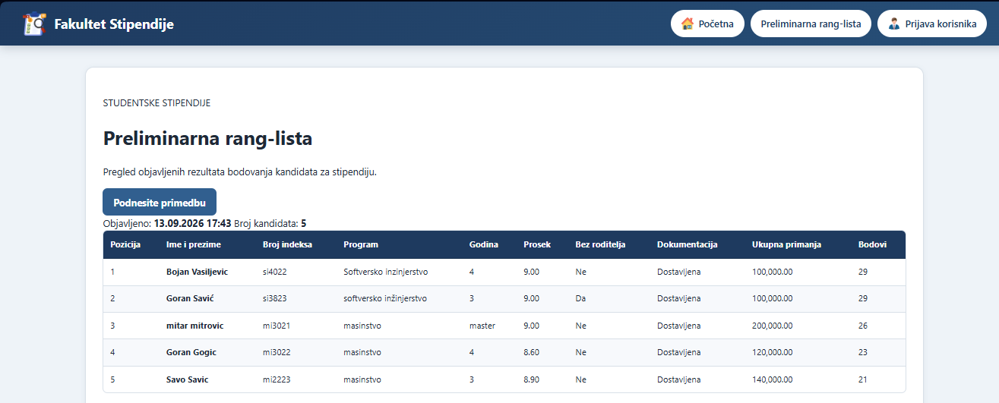 Fakultet Stipendije
Početna
Preliminarna rang-lista
Prijava korisnika
STUDENTSKE STIPENDIJE
Preliminarna rang-lista
Pregled objavljenih rezultata bodovanja kandidata za stipendiju.
Podnesite primedbu
Objavljeno: 13.09.2026 17:43 Broj kandidata: 5
Pozicija Ime i prezime Broj indeksa Program Godina Prosek Bez roditelja Dokumentacija Ukupna primanja Bodovi
1 Bojan Vasiljevic si4022 Softversko inzinjerstvo 4 9.00 Ne Dostavljena 100,000.00 29
2 Goran Savić si3823 softversko inžinjerstvo 3 9.00 Da Dostavljena 100,000.00 29
3 mitar mitrovic mi3021 masinstvo master 9.00 Ne Dostavljena 200,000.00 26
4 Goran Gogic mi3022 masinstvo 4 8.60 Ne Dostavljena 120,000.00 23
5 Savo Savic mi2223 masinstvo 3 8.90 Ne Dostavljena 140,000.00 21